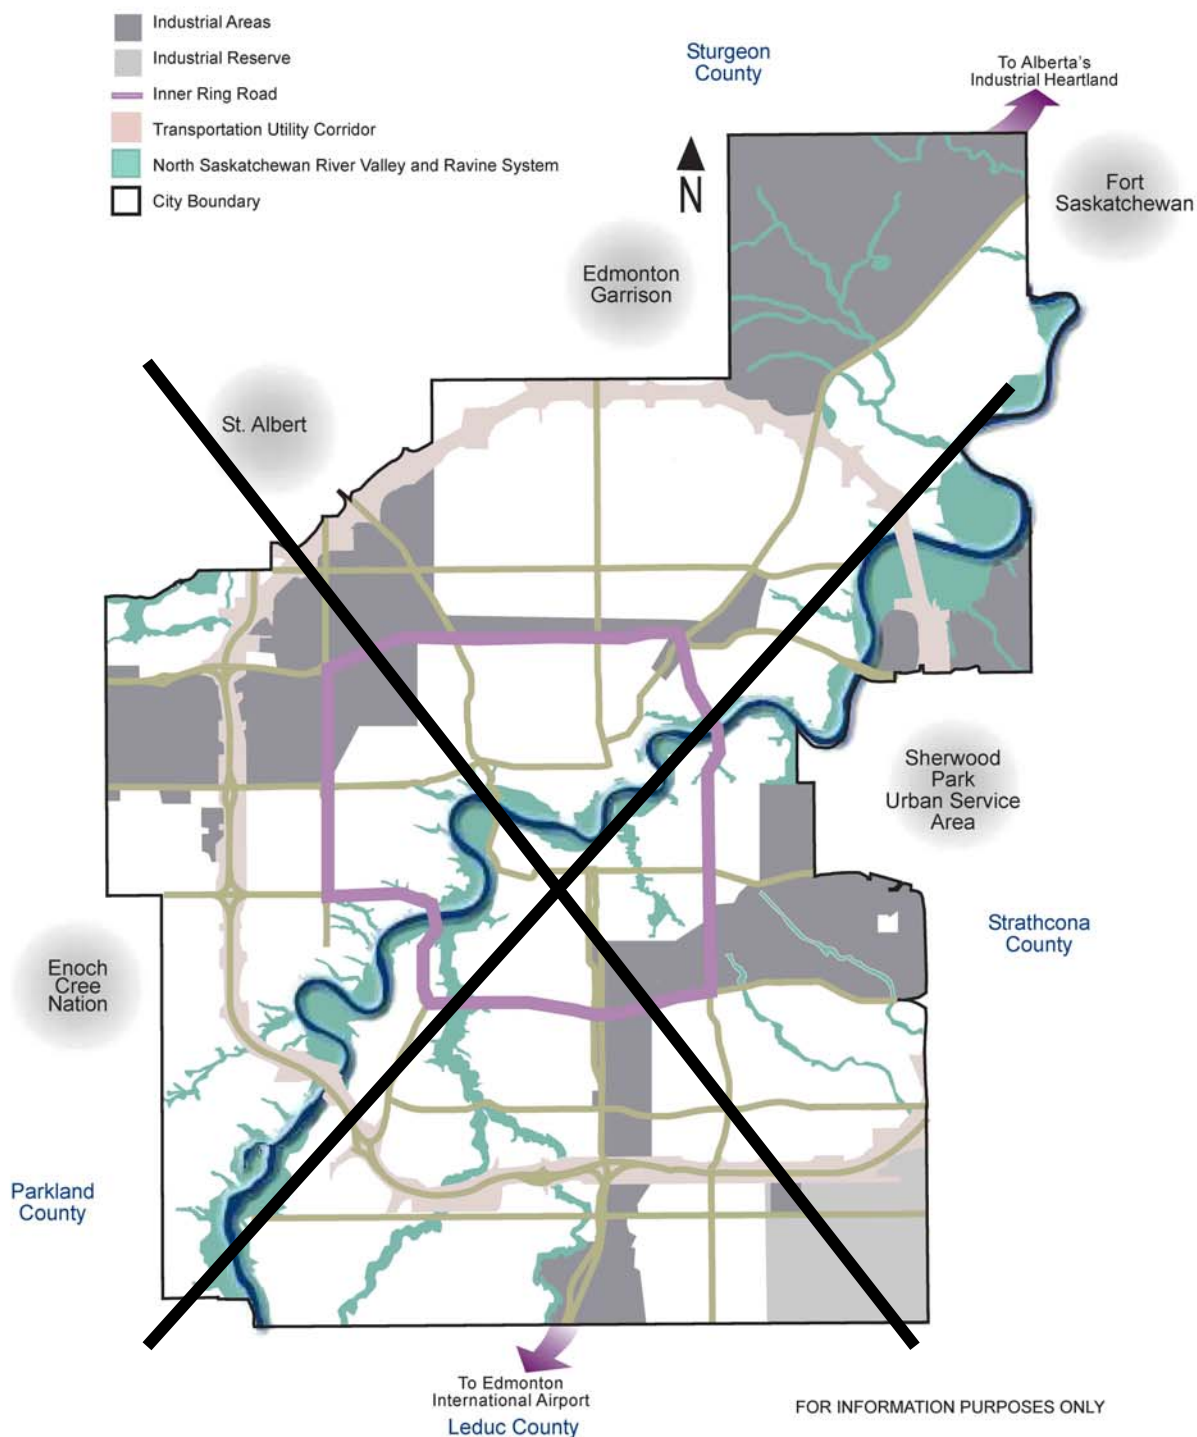 Industrial Areas
Industrial Reserve
Inner Ring Road
Transportation Utility Corridor
North Saskatchewan River Valley and Ravine System
City Boundary
Sturgeon
County
To Alberta's
Industrial Heartland
N
Fort
Saskatchewan
Edmonton
Garrison
St. Albert
Sherwood
Park
Urban Service
Area
Strathcona
County
Enoch
Cree
Nation
Parkland
County
To Edmonton
International Airport
Leduc County
FOR INFORMATION PURPOSES ONLY